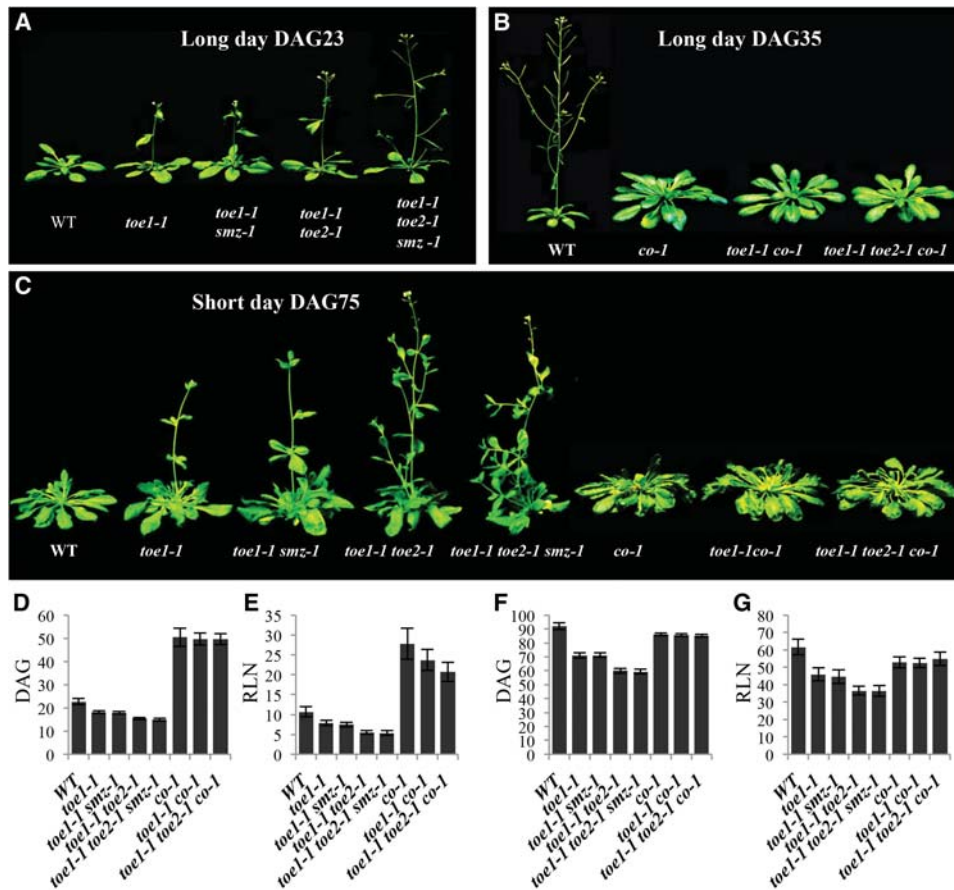 A
Long day DAG23
WT
toe1-1
toe1-1
smz-1
toe1-1
toe2-1
toe1-1
toe2-1
smz -1
B
Long day DAG35
WT
co-1
toe1-1 co-1
toe1-1 toe2-1 co-1
C
Short day DAG75
WT
toe1-1
toe1-1 smz-1
toe1-1 toe2-1
toe1-1 toe2-1 smz-1
co-1
toe1-1co-1
toe1-1 toe2-1 co-1
D
DAG
60
50
40
30
20
10
0
WT
toe1-1
toe1-1 smz-1
toe1-1 toe2-1
toe1-1 toe2-1 smz-1
co-1
toe1-1 co-1
toe1-1 toe2-1 co-1
E
RLN
35
30
25
20
15
10
5
0
WT
toe1-1
toe1-1 smz-1
toe1-1 toe2-1
toe1-1 toe2-1 smz-1
co-1
toe1-1 co-1
toe1-1 toe2-1 co-1
F
DAG
100
90
80
70
60
50
40
30
20
10
0
WT
toe1-1
toe1-1 smz-1
toe1-1 toe2-1
toe1-1 toe2-1 smz-1
co-1
toe1-1 co-1
toe1-1 toe2-1 co-1
G
RLN
80
70
60
50
40
30
20
10
0
WT
toe1-1
toe1-1 smz-1
toe1-1 toe2-1
toe1-1 toe2-1 smz-1
co-1
toe1-1 co-1
toe1-1 toe2-1 co-1